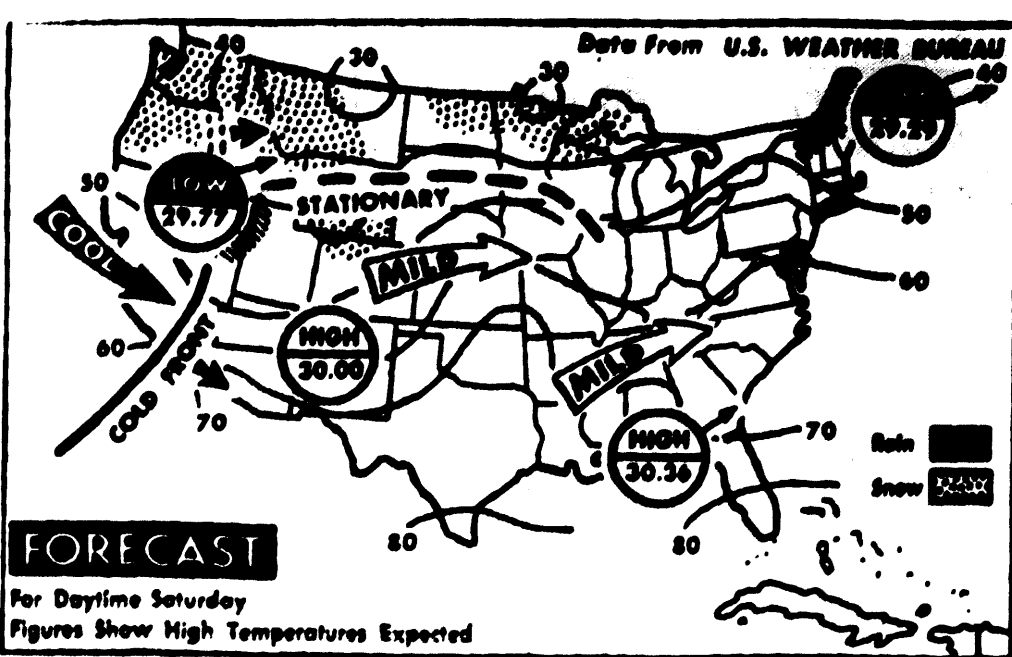 Data From U.S. WEATHER BUREAU
40
30
30
40
29.29
LOW
29.77
50
STATIONARY
COOL
MILD
50
60
HIGH
30.00
60
COLD FRONT
70
MILD
HIGH
30.36
70
Rain
Snow
80
80
FORECAST
For Daytime Saturday
Figures Show High Temperatures Expected